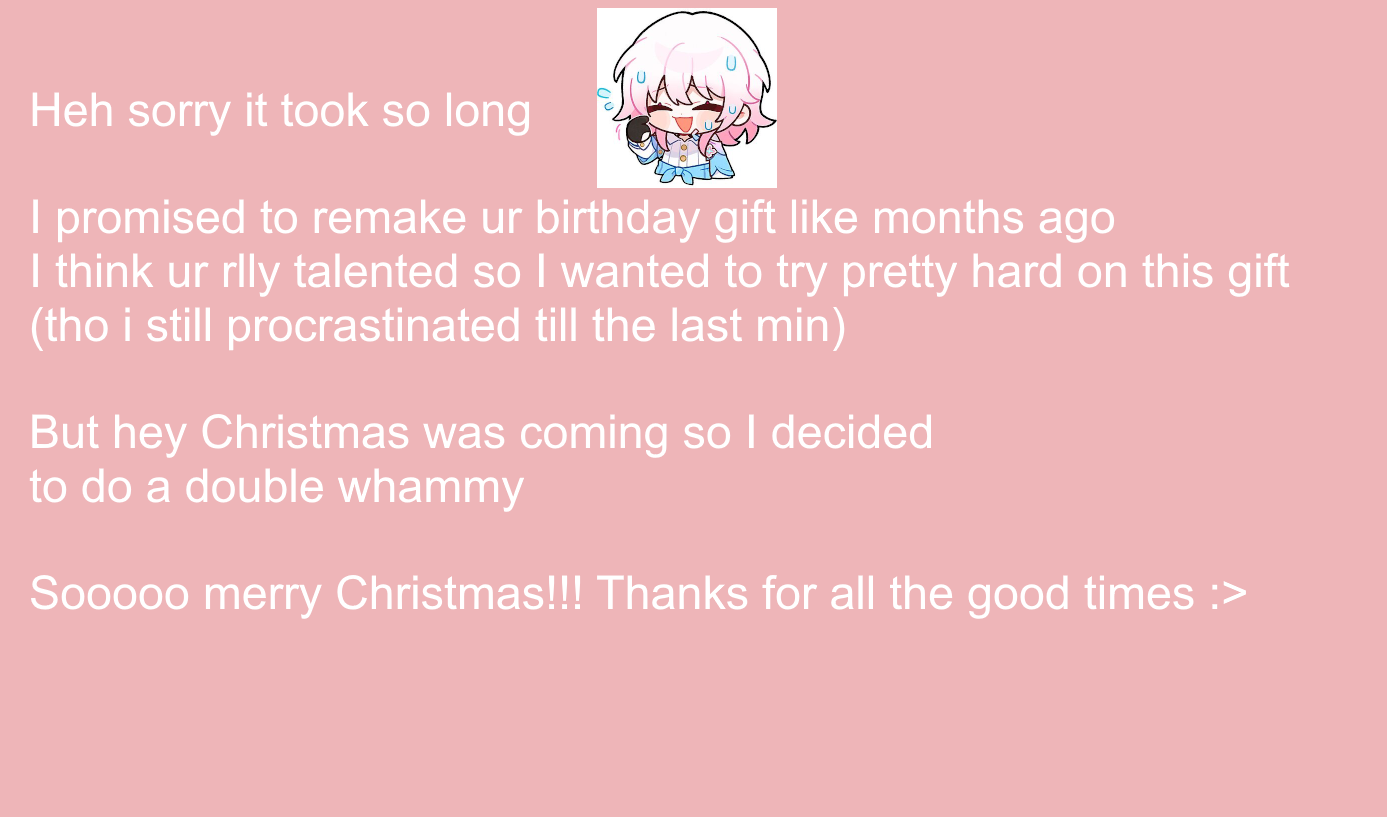 Heh sorry it took so long
I promised to remake ur birthday gift like months ago
I think ur rlly talented so I wanted to try pretty hard on this gift
(tho i still procrastinated till the last min)
But hey Christmas was coming so I decided
to do a double whammy
Sooooo merry Christmas!!! Thanks for all the good times :>